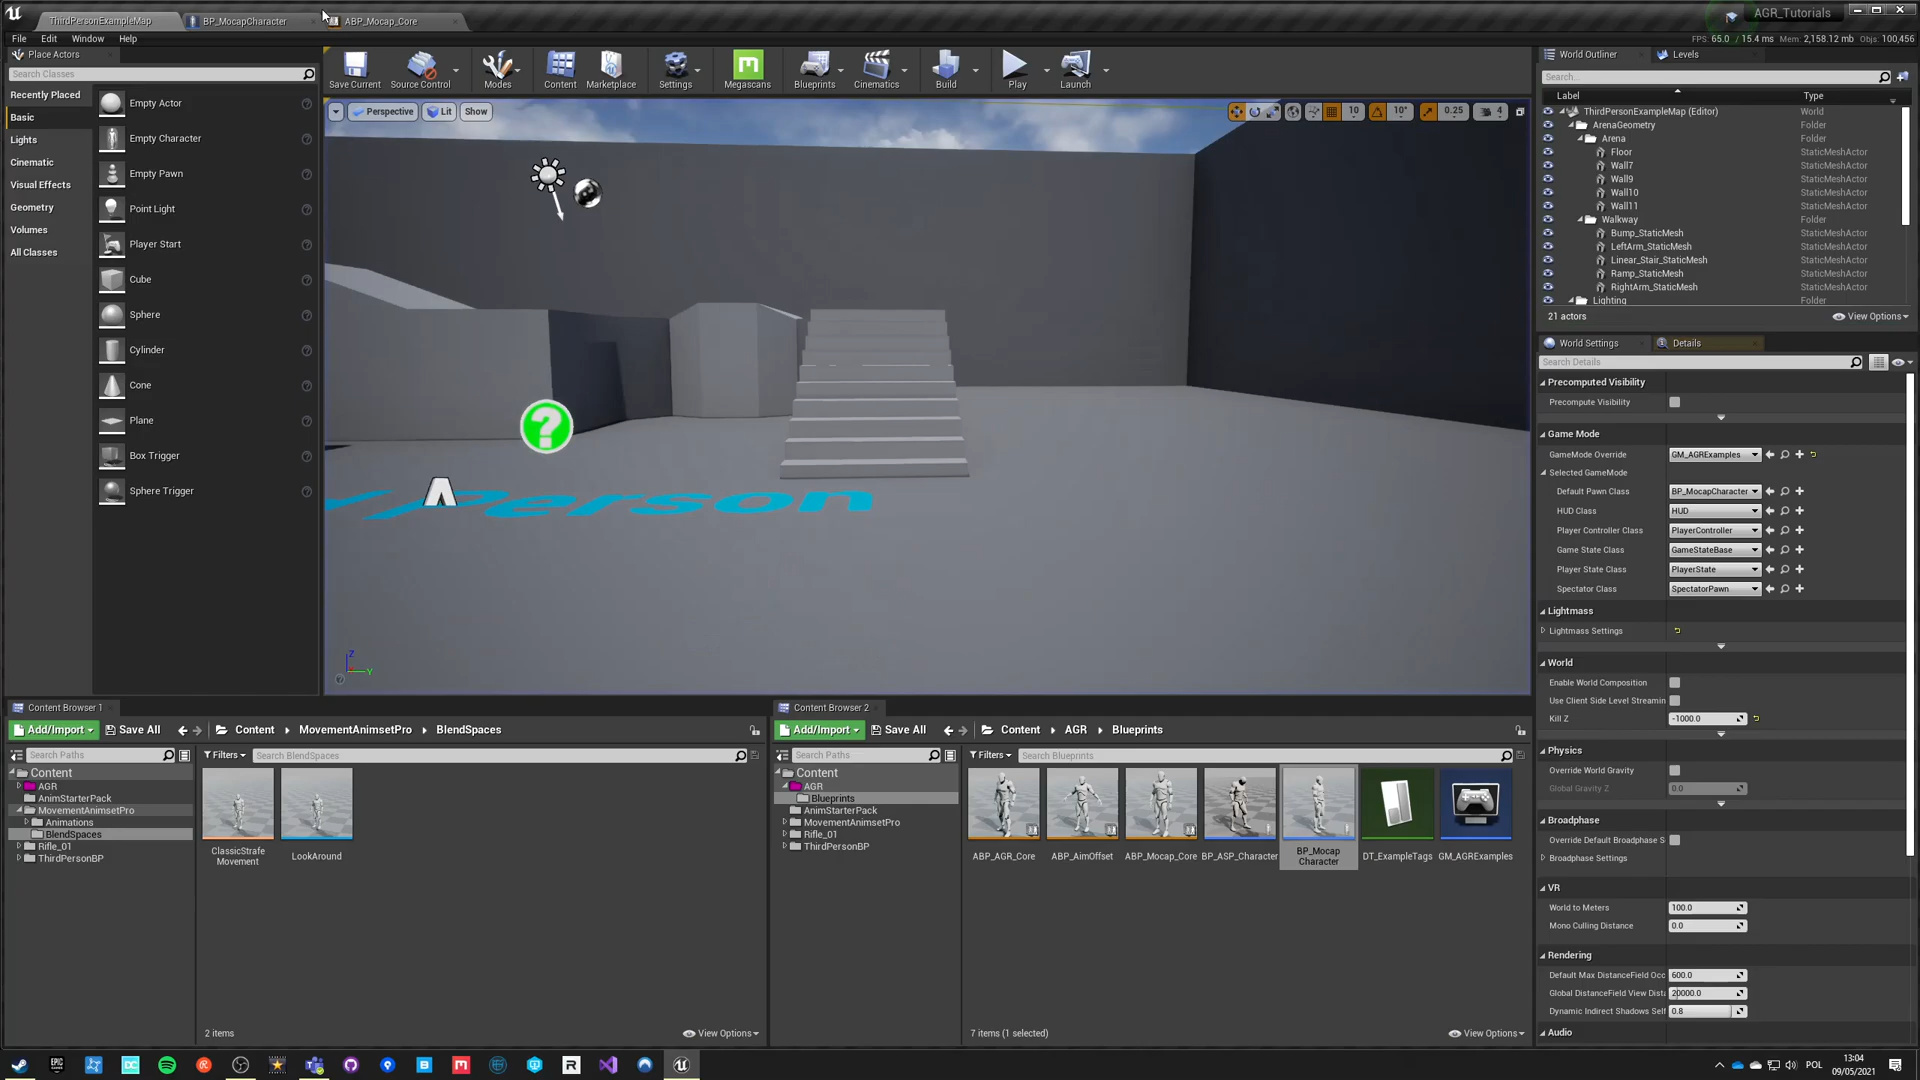 ThirdPersonExampleMap
BP_MocapCharacter
ABP_Mocap_Core
AGR_Tutorials
File Edit Window Help
FPS: 65.0 / 15.4 ms Mem: 2,158.12 mb Objs: 100,456
Place Actors
Search Classes
Recently Placed
Basic
Lights
Cinematic
Visual Effects
Geometry
Volumes
All Classes
Empty Actor
Empty Character
Empty Pawn
Point Light
Player Start
Cube
Sphere
Cylinder
Cone
Plane
Box Trigger
Sphere Trigger
Save Current
Source Control
Modes
Content
Marketplace
Settings
Megascans
Blueprints
Cinematics
Build
Play
Launch
Perspective Lit Show
10 10° 0.25 4
Person
Z
Y
World Outliner
Levels
Search...
Label Type
ThirdPersonExampleMap (Editor) World
ArenaGeometry Folder
Arena Folder
Floor StaticMeshActor
Wall7 StaticMeshActor
Wall9 StaticMeshActor
Wall10 StaticMeshActor
Wall11 StaticMeshActor
Walkway Folder
Bump_StaticMesh StaticMeshActor
LeftArm_StaticMesh StaticMeshActor
Linear_Stair_StaticMesh StaticMeshActor
Ramp_StaticMesh StaticMeshActor
RightArm_StaticMesh StaticMeshActor
Lighting Folder
21 actors
View Options
World Settings
Details
Search Details
Precomputed Visibility
Precompute Visibility
Game Mode
GameMode Override GM_AGRExamples
Selected GameMode
Default Pawn Class BP_MocapCharacter
HUD Class HUD
Player Controller Class PlayerController
Game State Class GameStateBase
Player State Class PlayerState
Spectator Class SpectatorPawn
Lightmass
Lightmass Settings
World
Enable World Composition
Use Client Side Level Streamin
Kill Z -1000.0
Physics
Override World Gravity
Global Gravity Z 0.0
Broadphase
Override Default Broadphase S
Broadphase Settings
VR
World to Meters 100.0
Mono Culling Distance 0.0
Rendering
Default Max DistanceField Occ 600.0
Global DistanceField View Dista 20000.0
Dynamic Indirect Shadows Self 0.8
Audio
Content Browser 1
Add/Import Save All Content MovementAnimsetPro BlendSpaces
Search Paths
Filters Search BlendSpaces
Content
AGR
AnimStarterPack
MovementAnimsetPro
Animations
BlendSpaces
Rifle_01
ThirdPersonBP
ClassicStrafe
Movement
LookAround
2 items
View Options
Content Browser 2
Add/Import Save All Content AGR Blueprints
Search Paths
Filters Search Blueprints
Content
AGR
Blueprints
AnimStarterPack
MovementAnimsetPro
Rifle_01
ThirdPersonBP
ABP_AGR_Core
ABP_AimOffset
ABP_Mocap_Core
BP_ASP_Character
BP_Mocap
Character
DT_ExampleTags
GM_AGRExamples
7 items (1 selected)
View Options
POL
13:04
09/05/2021